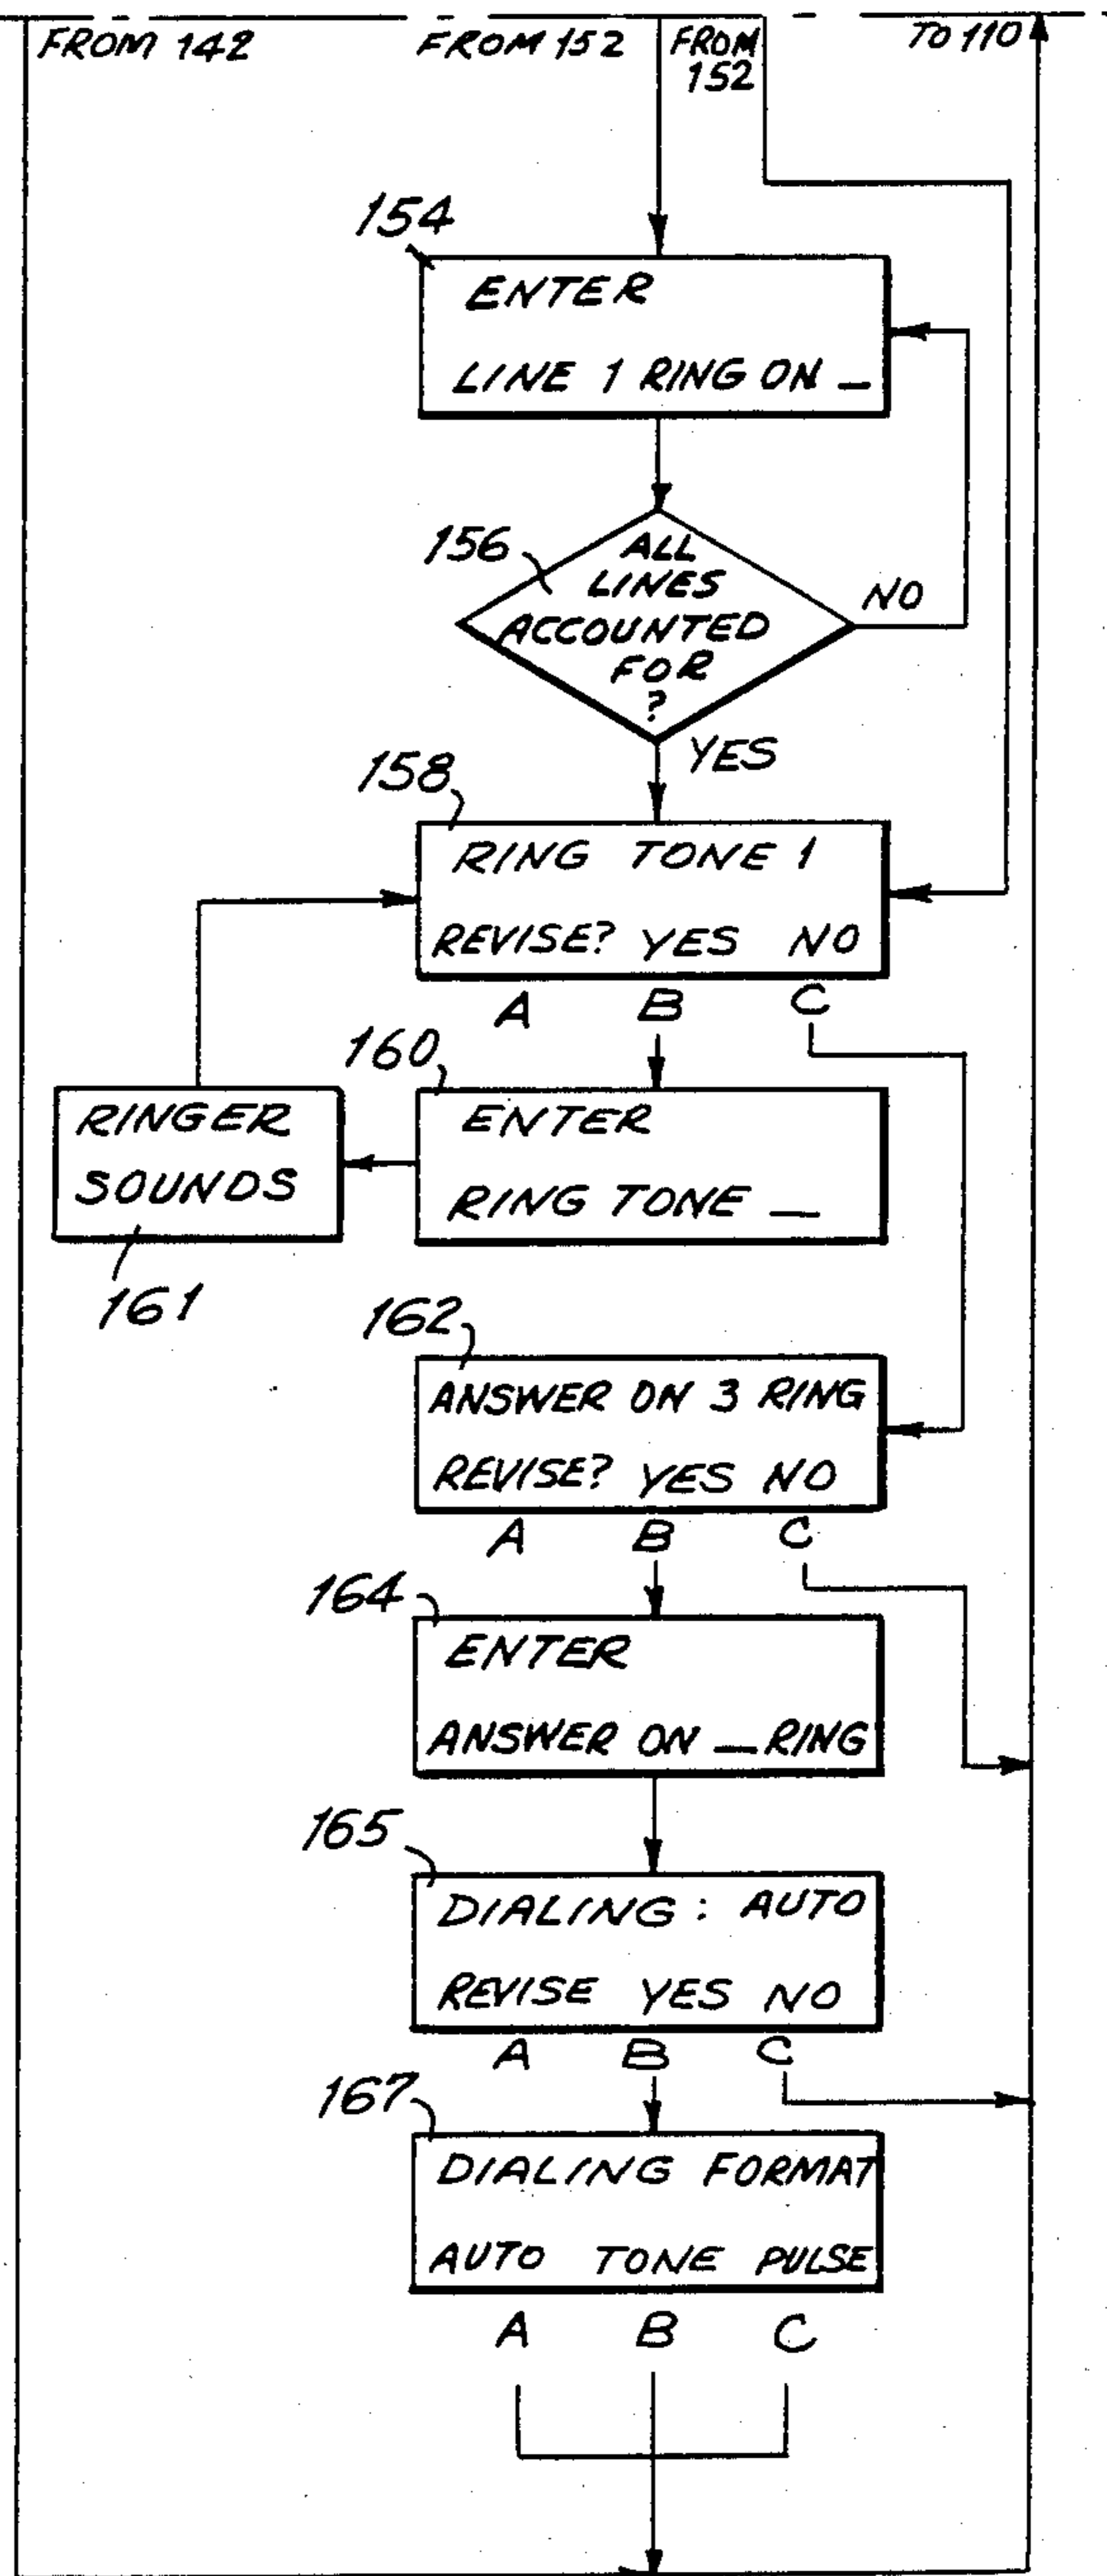 FROM 142 FROM 152 FROM 152 TO 110
154
ENTER
LINE 1 RING ON _
156
ALL
LINES
ACCOUNTED
FOR
?
NO
YES
158
RING TONE 1
REVISE? YES NO
A B C
160
ENTER
RING TONE _
RINGER
SOUNDS
161
162
ANSWER ON 3 RING
REVISE? YES NO
A B C
164
ENTER
ANSWER ON _ RING
165
DIALING : AUTO
REVISE YES NO
A B C
167
DIALING FORMAT
AUTO TONE PULSE
A B C